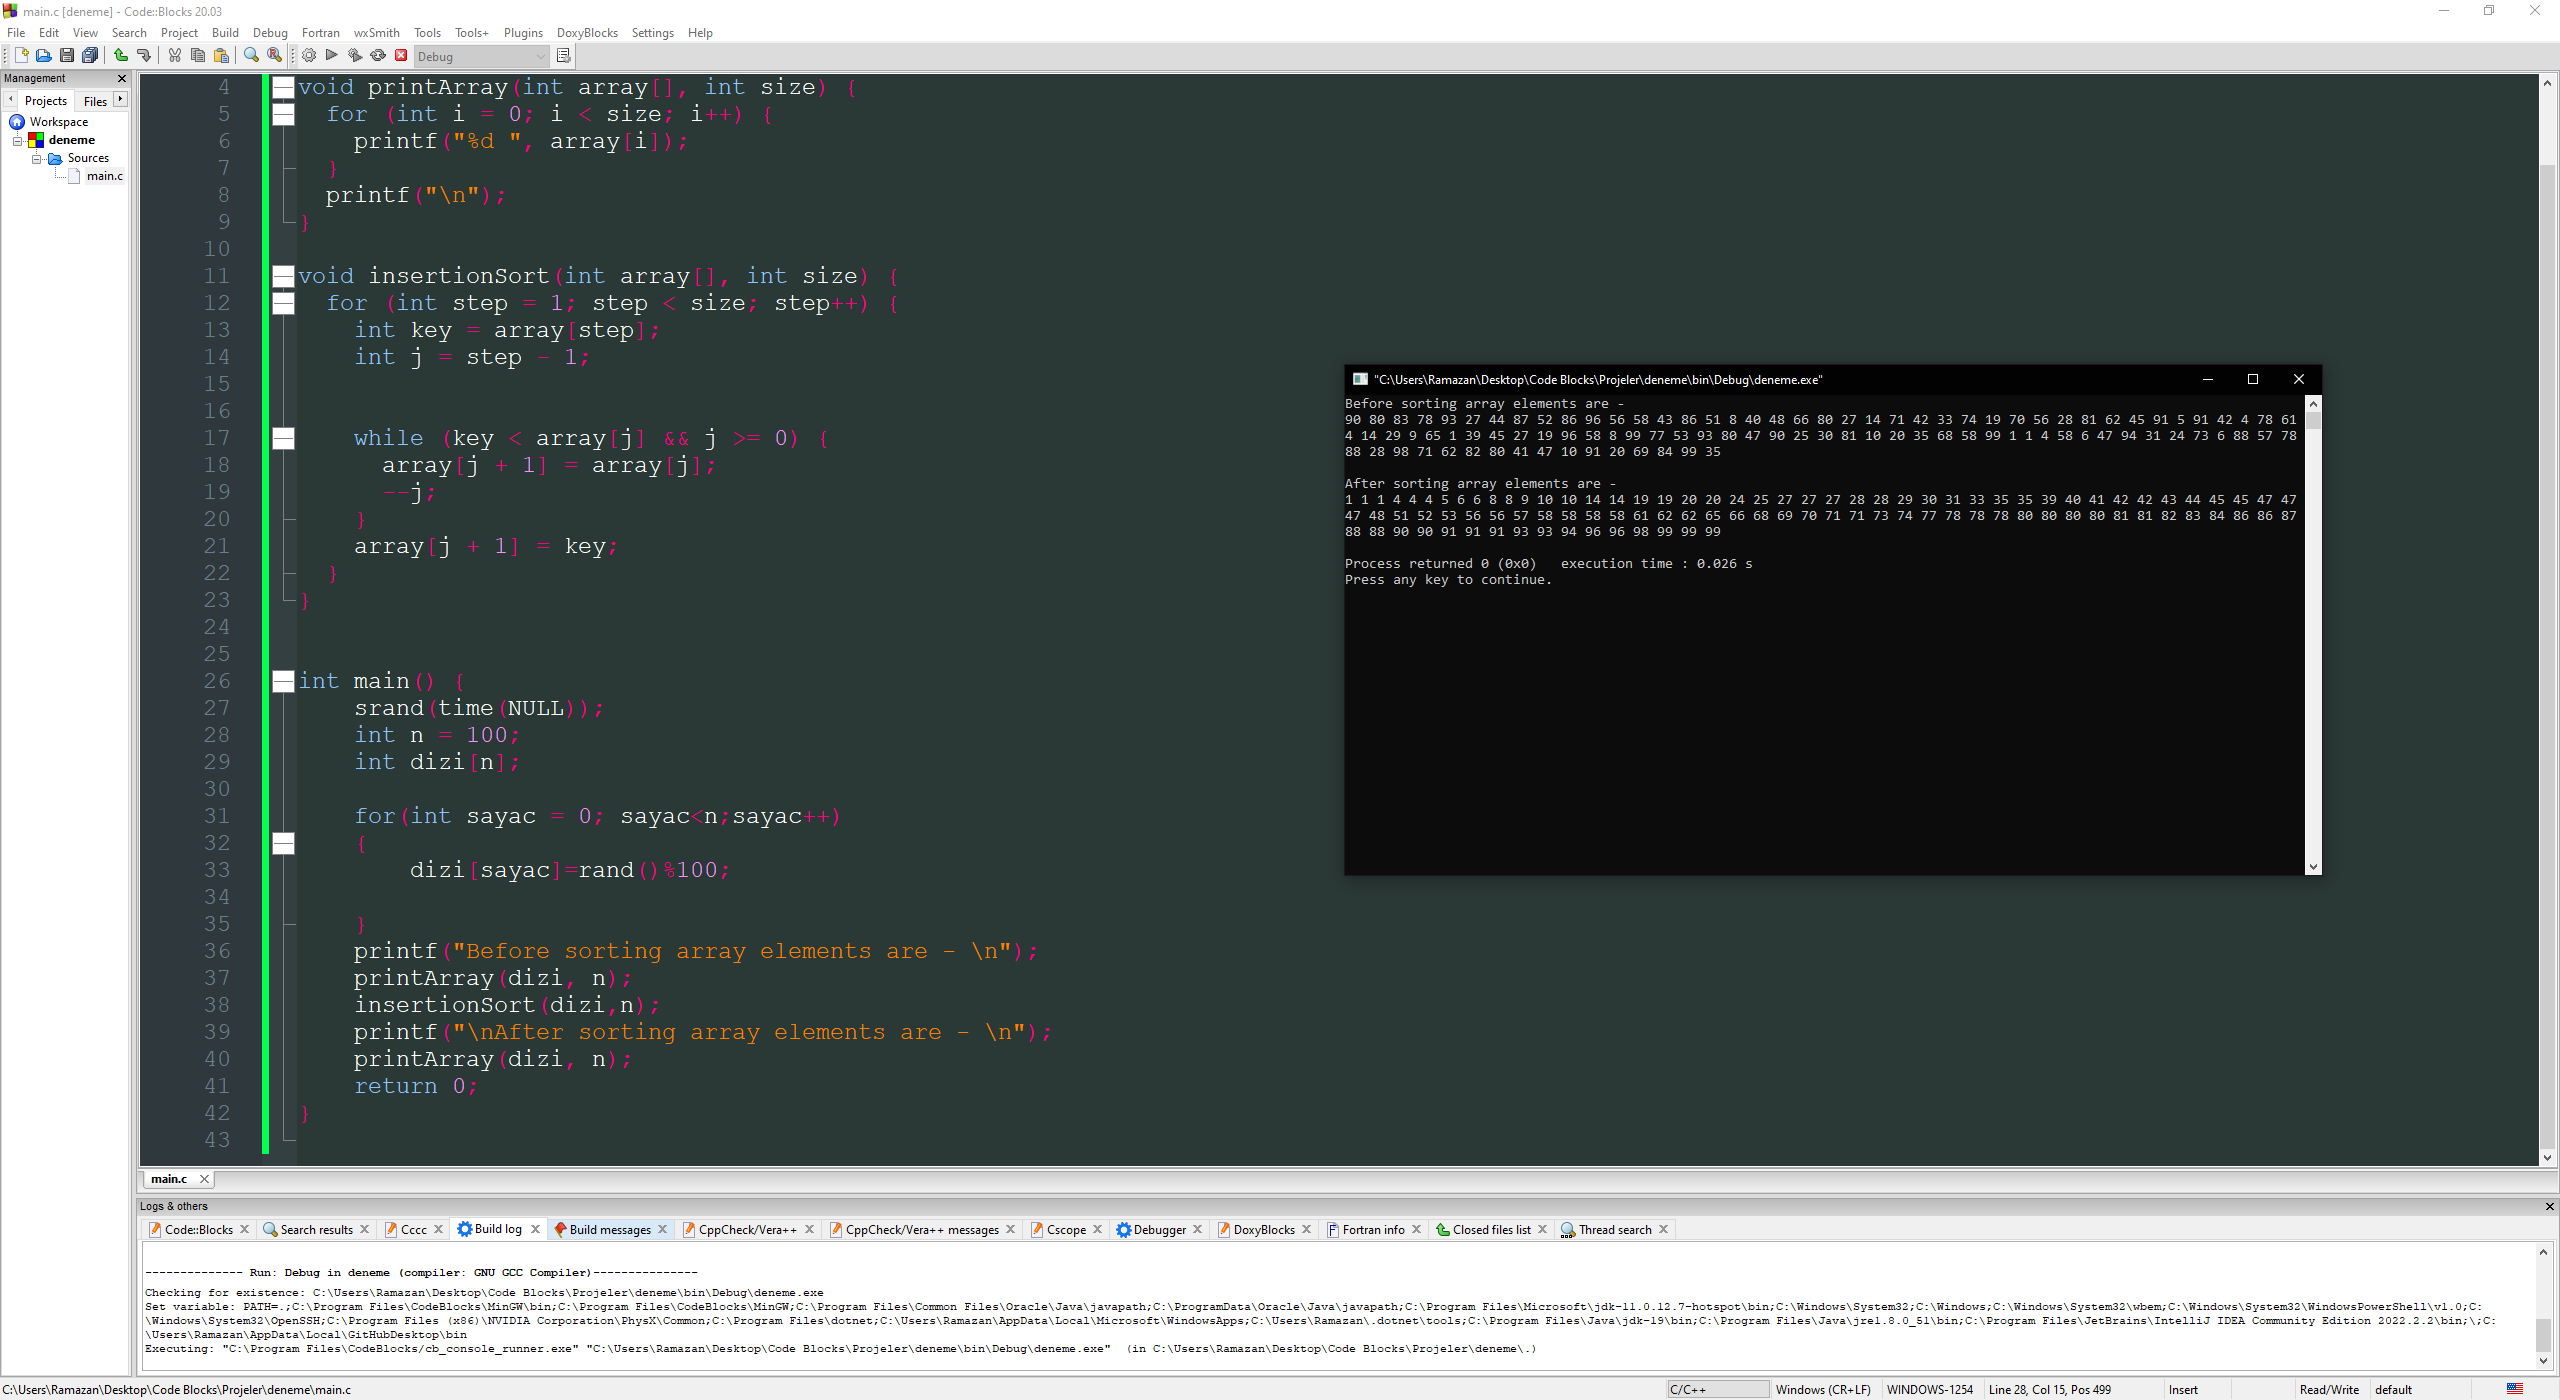 main.c [deneme] - Code::Blocks 20.03
File Edit View Search Project Build Debug Fortran wxSmith Tools Tools+ Plugins DoxyBlocks Settings Help
Debug
Management
Projects Files
Workspace
deneme
Sources
main.c
4 void printArray(int array[], int size) {
5 for (int i = 0; i < size; i++) {
6 printf("%d ", array[i]);
7 }
8 printf("\n");
9 }
10
11 void insertionSort(int array[], int size) {
12 for (int step = 1; step < size; step++) {
13 int key = array[step];
14 int j = step - 1;
15
16
17 while (key < array[j] && j >= 0) {
18 array[j + 1] = array[j];
19 --j;
20 }
21 array[j + 1] = key;
22 }
23 }
24
25
26 int main() {
27 srand(time(NULL));
28 int n = 100;
29 int dizi[n];
30
31 for(int sayac = 0; sayac<n;sayac++)
32 {
33 dizi[sayac]=rand()%100;
34
35 }
36 printf("Before sorting array elements are - \n");
37 printArray(dizi, n);
38 insertionSort(dizi,n);
39 printf("\nAfter sorting array elements are - \n");
40 printArray(dizi, n);
41 return 0;
42 }
43
"C:\Users\Ramazan\Desktop\Code Blocks\Projeler\deneme\bin\Debug\deneme.exe"
Before sorting array elements are -
90 80 83 78 93 27 44 87 52 86 96 56 58 43 86 51 8 40 48 66 80 27 14 71 42 33 74 19 70 56 28 81 62 45 91 5 91 42 4 78 61
4 14 29 9 65 1 39 45 27 19 96 58 8 99 77 53 93 80 47 90 25 30 81 10 20 35 68 58 99 1 1 4 58 6 47 94 31 24 73 6 88 57 78
88 28 98 71 62 82 80 41 47 10 91 20 69 84 99 35
After sorting array elements are -
1 1 1 4 4 4 5 6 6 8 8 9 10 10 14 14 19 19 20 20 24 25 27 27 27 28 28 29 30 31 33 35 35 39 40 41 42 42 43 44 45 45 47 47
47 48 51 52 53 56 56 57 58 58 58 58 61 62 62 65 66 68 69 70 71 71 73 74 77 78 78 78 80 80 80 80 81 81 82 83 84 86 86 87
88 88 90 90 91 91 91 93 93 94 96 96 98 99 99 99
Process returned 0 (0x0) execution time : 0.026 s
Press any key to continue.
main.c
Logs & others
Code::Blocks Search results Cccc Build log Build messages CppCheck/Vera++ CppCheck/Vera++ messages Cscope Debugger DoxyBlocks Fortran info Closed files list Thread search
-------------- Run: Debug in deneme (compiler: GNU GCC Compiler)---------------
Checking for existence: C:\Users\Ramazan\Desktop\Code Blocks\Projeler\deneme\bin\Debug\deneme.exe
Set variable: PATH=.;C:\Program Files\CodeBlocks\MinGW\bin;C:\Program Files\CodeBlocks\MinGW;C:\Program Files\Common Files\Oracle\Java\javapath;C:\ProgramData\Oracle\Java\javapath;C:\Program Files\Microsoft\jdk-11.0.12.7-hotspot\bin;C:\Windows\System32;C:\Windows;C:\Windows\System32\wbem;C:\Windows\System32\WindowsPowerShell\v1.0;C:
\Windows\System32\OpenSSH;C:\Program Files (x86)\NVIDIA Corporation\PhysX\Common;C:\Program Files\dotnet;C:\Users\Ramazan\AppData\Local\Microsoft\WindowsApps;C:\Users\Ramazan\.dotnet\tools;C:\Program Files\Java\jdk-19\bin;C:\Program Files\Java\jre1.8.0_51\bin;C:\Program Files\JetBrains\IntelliJ IDEA Community Edition 2022.2.2\bin;\;C:
\Users\Ramazan\AppData\Local\GitHubDesktop\bin
Executing: "C:\Program Files\CodeBlocks/cb_console_runner.exe" "C:\Users\Ramazan\Desktop\Code Blocks\Projeler\deneme\bin\Debug\deneme.exe" (in C:\Users\Ramazan\Desktop\Code Blocks\Projeler\deneme\.)
C:\Users\Ramazan\Desktop\Code Blocks\Projeler\deneme\main.c C/C++ Windows (CR+LF) WINDOWS-1254 Line 28, Col 15, Pos 499 Insert Read/Write default